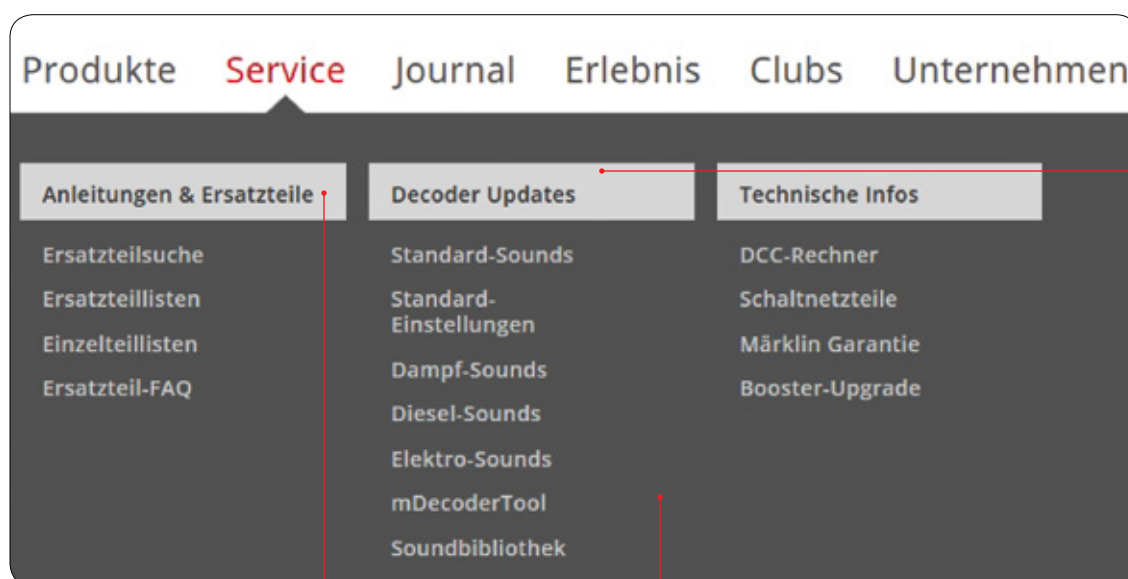 Produkte Service Journal Erlebnis Clubs Unternehmen
Anleitungen & Ersatzteile
Ersatzteilsuche
Ersatzteillisten
Einzelteillisten
Ersatzteil-FAQ
Decoder Updates
Standard-Sounds
Standard-
Einstellungen
Dampf-Sounds
Diesel-Sounds
Elektro-Sounds
mDecoderTool
Soundbibliothek
Technische Infos
DCC-Rechner
Schaltnetzteile
Märklin Garantie
Booster-Upgrade